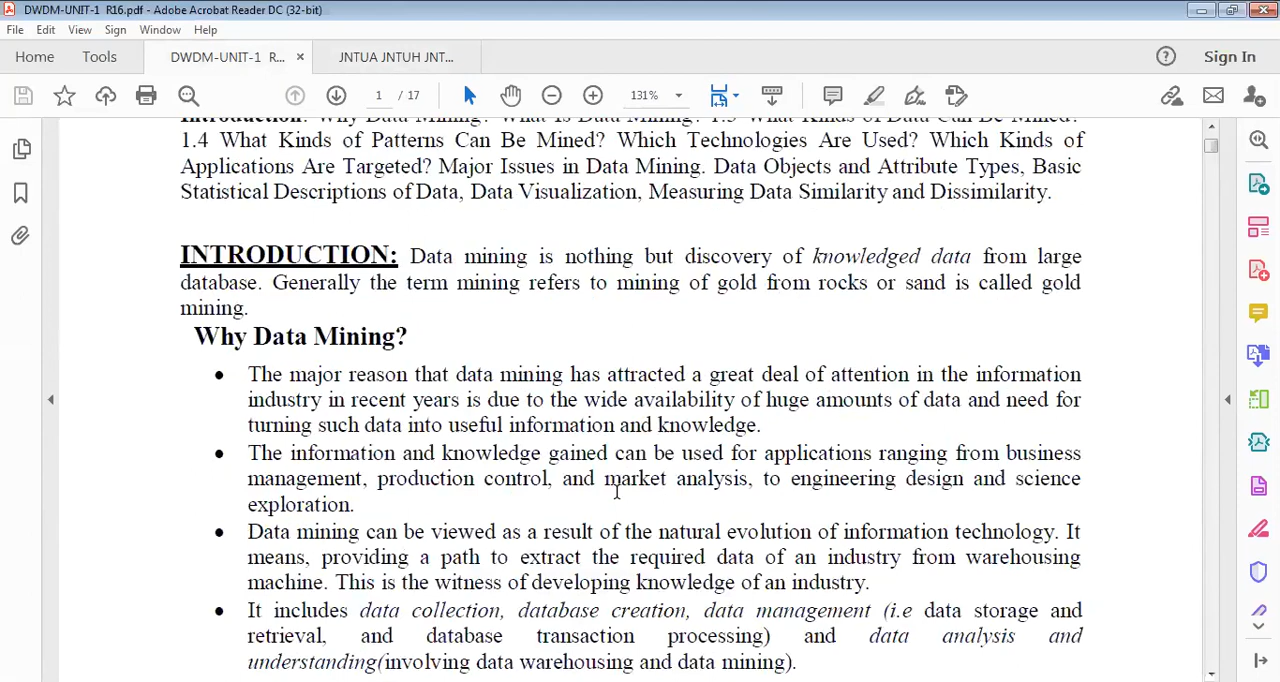 DWDM-UNIT-1 R16.pdf - Adobe Acrobat Reader DC (32-bit)
File Edit View Sign Window Help
Home Tools DWDM-UNIT-1 R... × JNTUA JNTUH JNT... Sign In
1 / 17 131%
Introduction: Why Data Mining? What Is Data Mining? 1.3 What Kinds of Data Can Be Mined?
1.4 What Kinds of Patterns Can Be Mined? Which Technologies Are Used? Which Kinds of
Applications Are Targeted? Major Issues in Data Mining. Data Objects and Attribute Types, Basic
Statistical Descriptions of Data, Data Visualization, Measuring Data Similarity and Dissimilarity.
INTRODUCTION: Data mining is nothing but discovery of knowledged data from large
database. Generally the term mining refers to mining of gold from rocks or sand is called gold
mining.
Why Data Mining?
• The major reason that data mining has attracted a great deal of attention in the information
industry in recent years is due to the wide availability of huge amounts of data and need for
turning such data into useful information and knowledge.
• The information and knowledge gained can be used for applications ranging from business
management, production control, and market analysis, to engineering design and science
exploration.
• Data mining can be viewed as a result of the natural evolution of information technology. It
means, providing a path to extract the required data of an industry from warehousing
machine. This is the witness of developing knowledge of an industry.
• It includes data collection, database creation, data management (i.e data storage and
retrieval, and database transaction processing) and data analysis and
understanding(involving data warehousing and data mining).